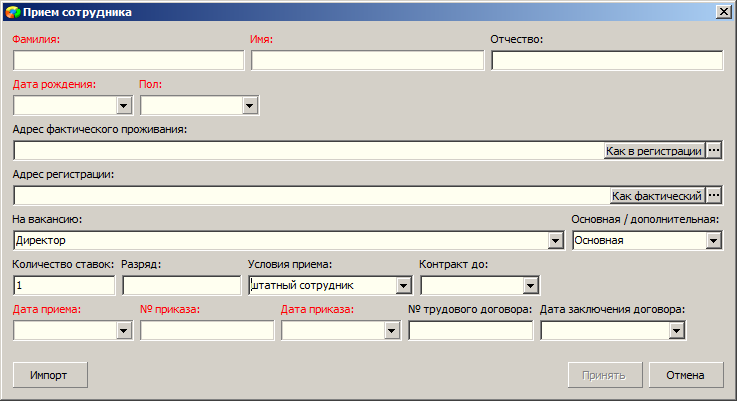 Прием сотрудника
Фамилия: Имя: Отчество:
Дата рождения: Пол:
Адрес фактического проживания:
Как в регистрации ...
Адрес регистрации:
Как фактический ...
На вакансию: Основная / дополнительная:
Директор Основная
Количество ставок: Разряд: Условия приема: Контракт до:
1 штатный сотрудник
Дата приема: № приказа: Дата приказа: № трудового договора: Дата заключения договора:
Импорт Принять Отмена